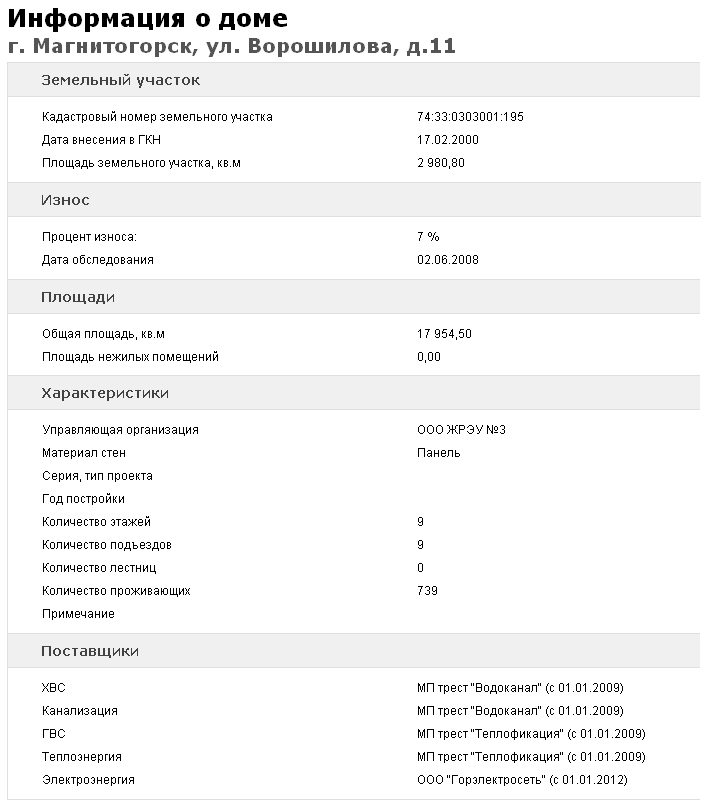 Информация о доме
г. Магнитогорск, ул. Ворошилова, д.11
Земельный участок
Кадастровый номер земельного участка 74:33:0303001:195
Дата внесения в ГКН 17.02.2000
Площадь земельного участка, кв.м 2 980,80
Износ
Процент износа: 7 %
Дата обследования 02.06.2008
Площади
Общая площадь, кв.м 17 954,50
Площадь нежилых помещений 0,00
Характеристики
Управляющая организация ООО ЖРЭУ №3
Материал стен Панель
Серия, тип проекта
Год постройки
Количество этажей 9
Количество подъездов 9
Количество лестниц 0
Количество проживающих 739
Примечание
Поставщики
ХВС МП трест "Водоканал" (с 01.01.2009)
Канализация МП трест "Водоканал" (с 01.01.2009)
ГВС МП трест "Теплофикация" (с 01.01.2009)
Теплоэнергия МП трест "Теплофикация" (с 01.01.2009)
Электроэнергия ООО "Горэлектросеть" (с 01.01.2012)